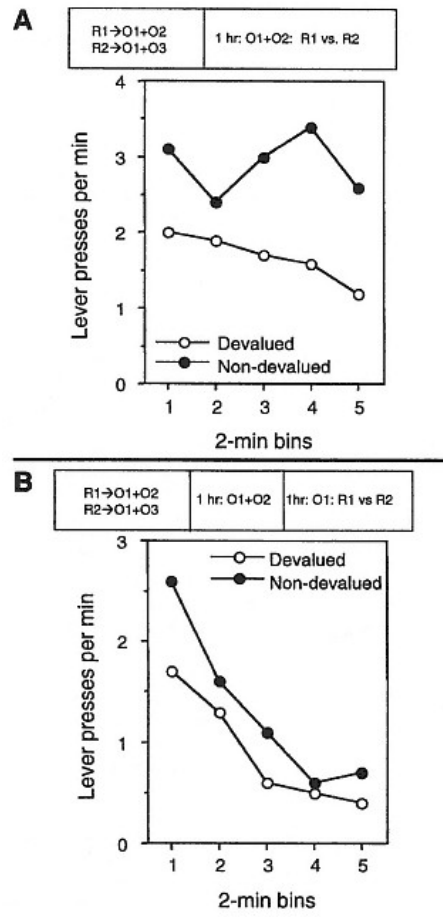 A
R1→O1+O2
R2→O1+O3
1 hr: O1+O2: R1 vs. R2
Lever presses per min
4
3
2
1
0
Devalued
Non-devalued
1 2 3 4 5
2-min bins
B
R1→O1+O2
R2→O1+O3
1 hr: O1+O2
1hr: O1: R1 vs R2
Lever presses per min
3
2
1
0
Devalued
Non-devalued
1 2 3 4 5
2-min bins